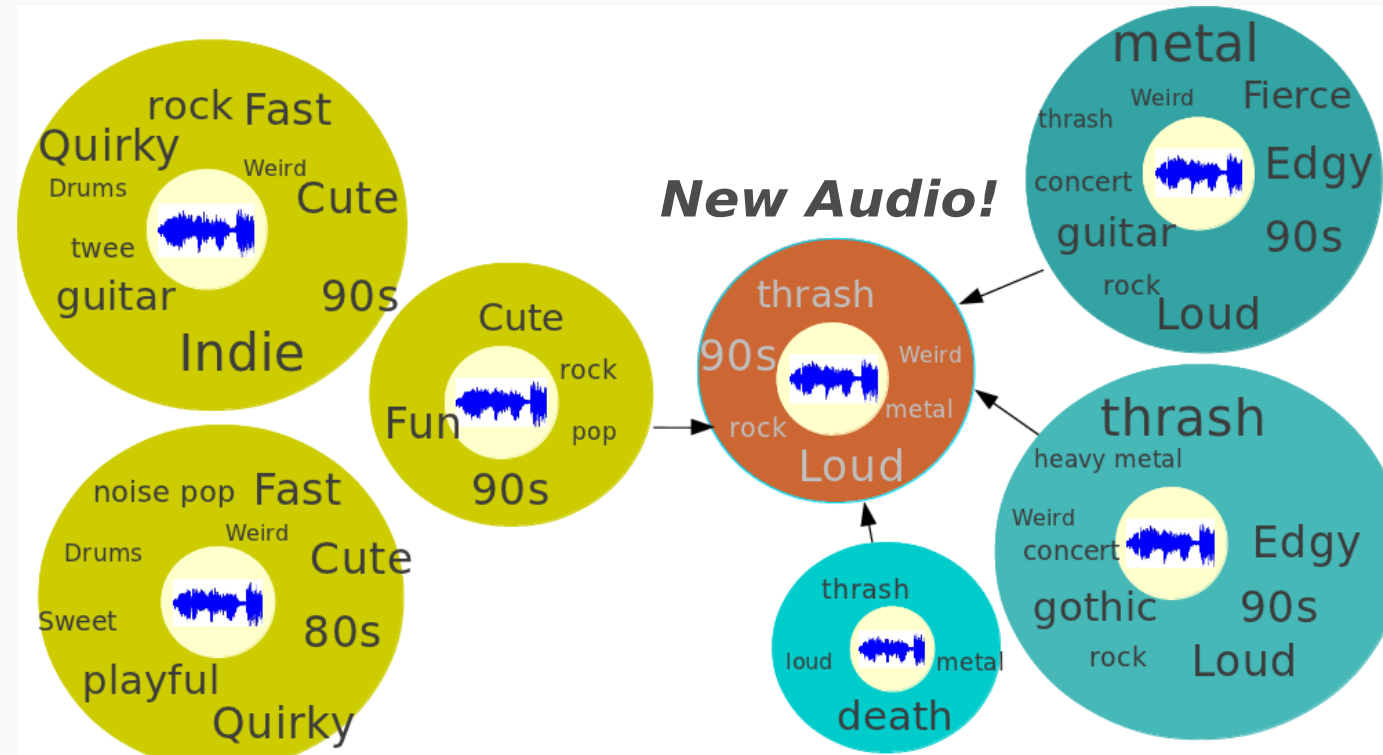 rock Fast
Quirky
Weird
Drums
Cute
twee
guitar
90s
Indie
noise pop Fast
Weird
Drums
Cute
Sweet
80s
playful
Quirky
Cute
rock
Fun
pop
90s
New Audio!
thrash
90s
Weird
metal
rock
Loud
thrash
loud
metal
death
metal
Weird
Fierce
thrash
Edgy
concert
guitar
90s
rock
Loud
thrash
heavy metal
Weird
concert
Edgy
gothic
90s
rock
Loud